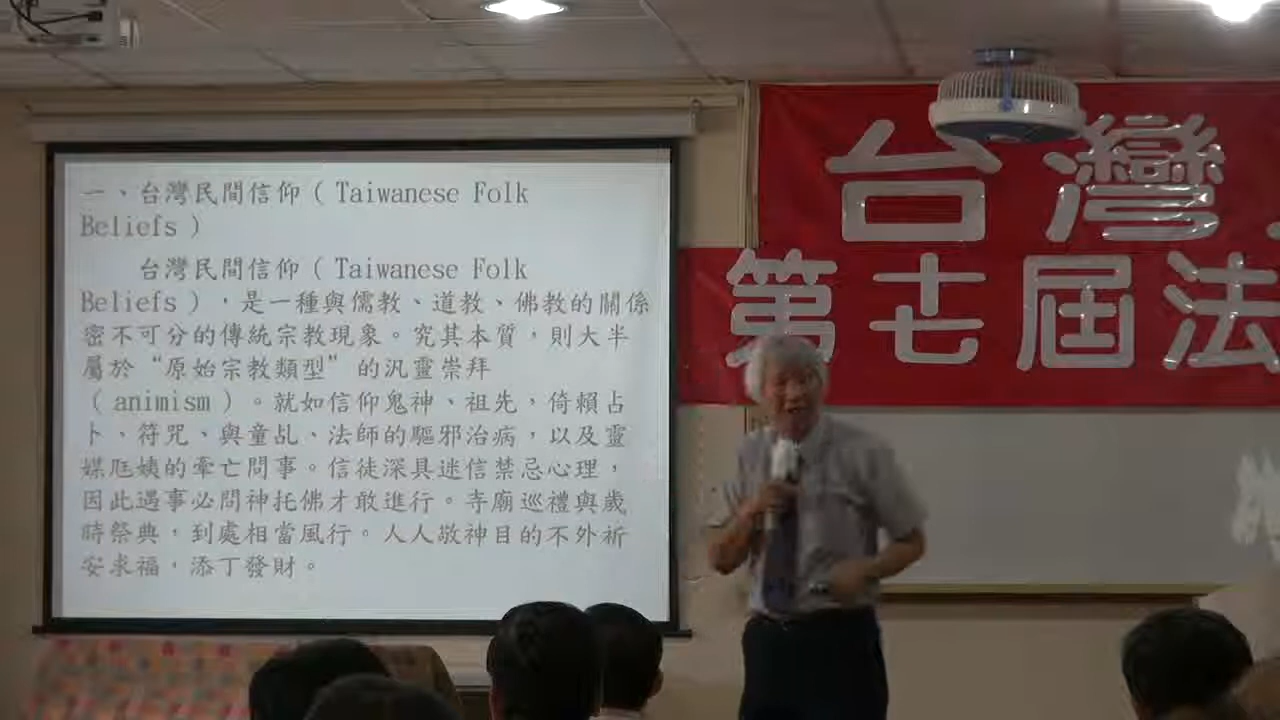 一、台灣民間信仰（Taiwanese Folk
Beliefs）
台灣民間信仰（Taiwanese Folk
Beliefs），是一種與儒教、道教、佛教的關係
密不可分的傳統宗教現象。究其本質，則大半
屬於“原始宗教類型”的汎靈崇拜
（animism）。就如信仰鬼神、祖先，倚賴占
卜、符咒、與童乩、法師的驅邪治病，以及靈
媒尪姨的牽亡問事。信徒深具迷信禁忌心理，
因此遇事必問神托佛才敢進行。寺廟巡禮與歲
時祭典，到處相當風行。人人敬神目的不外祈
安求福，添丁發財。
台灣
第七屆法